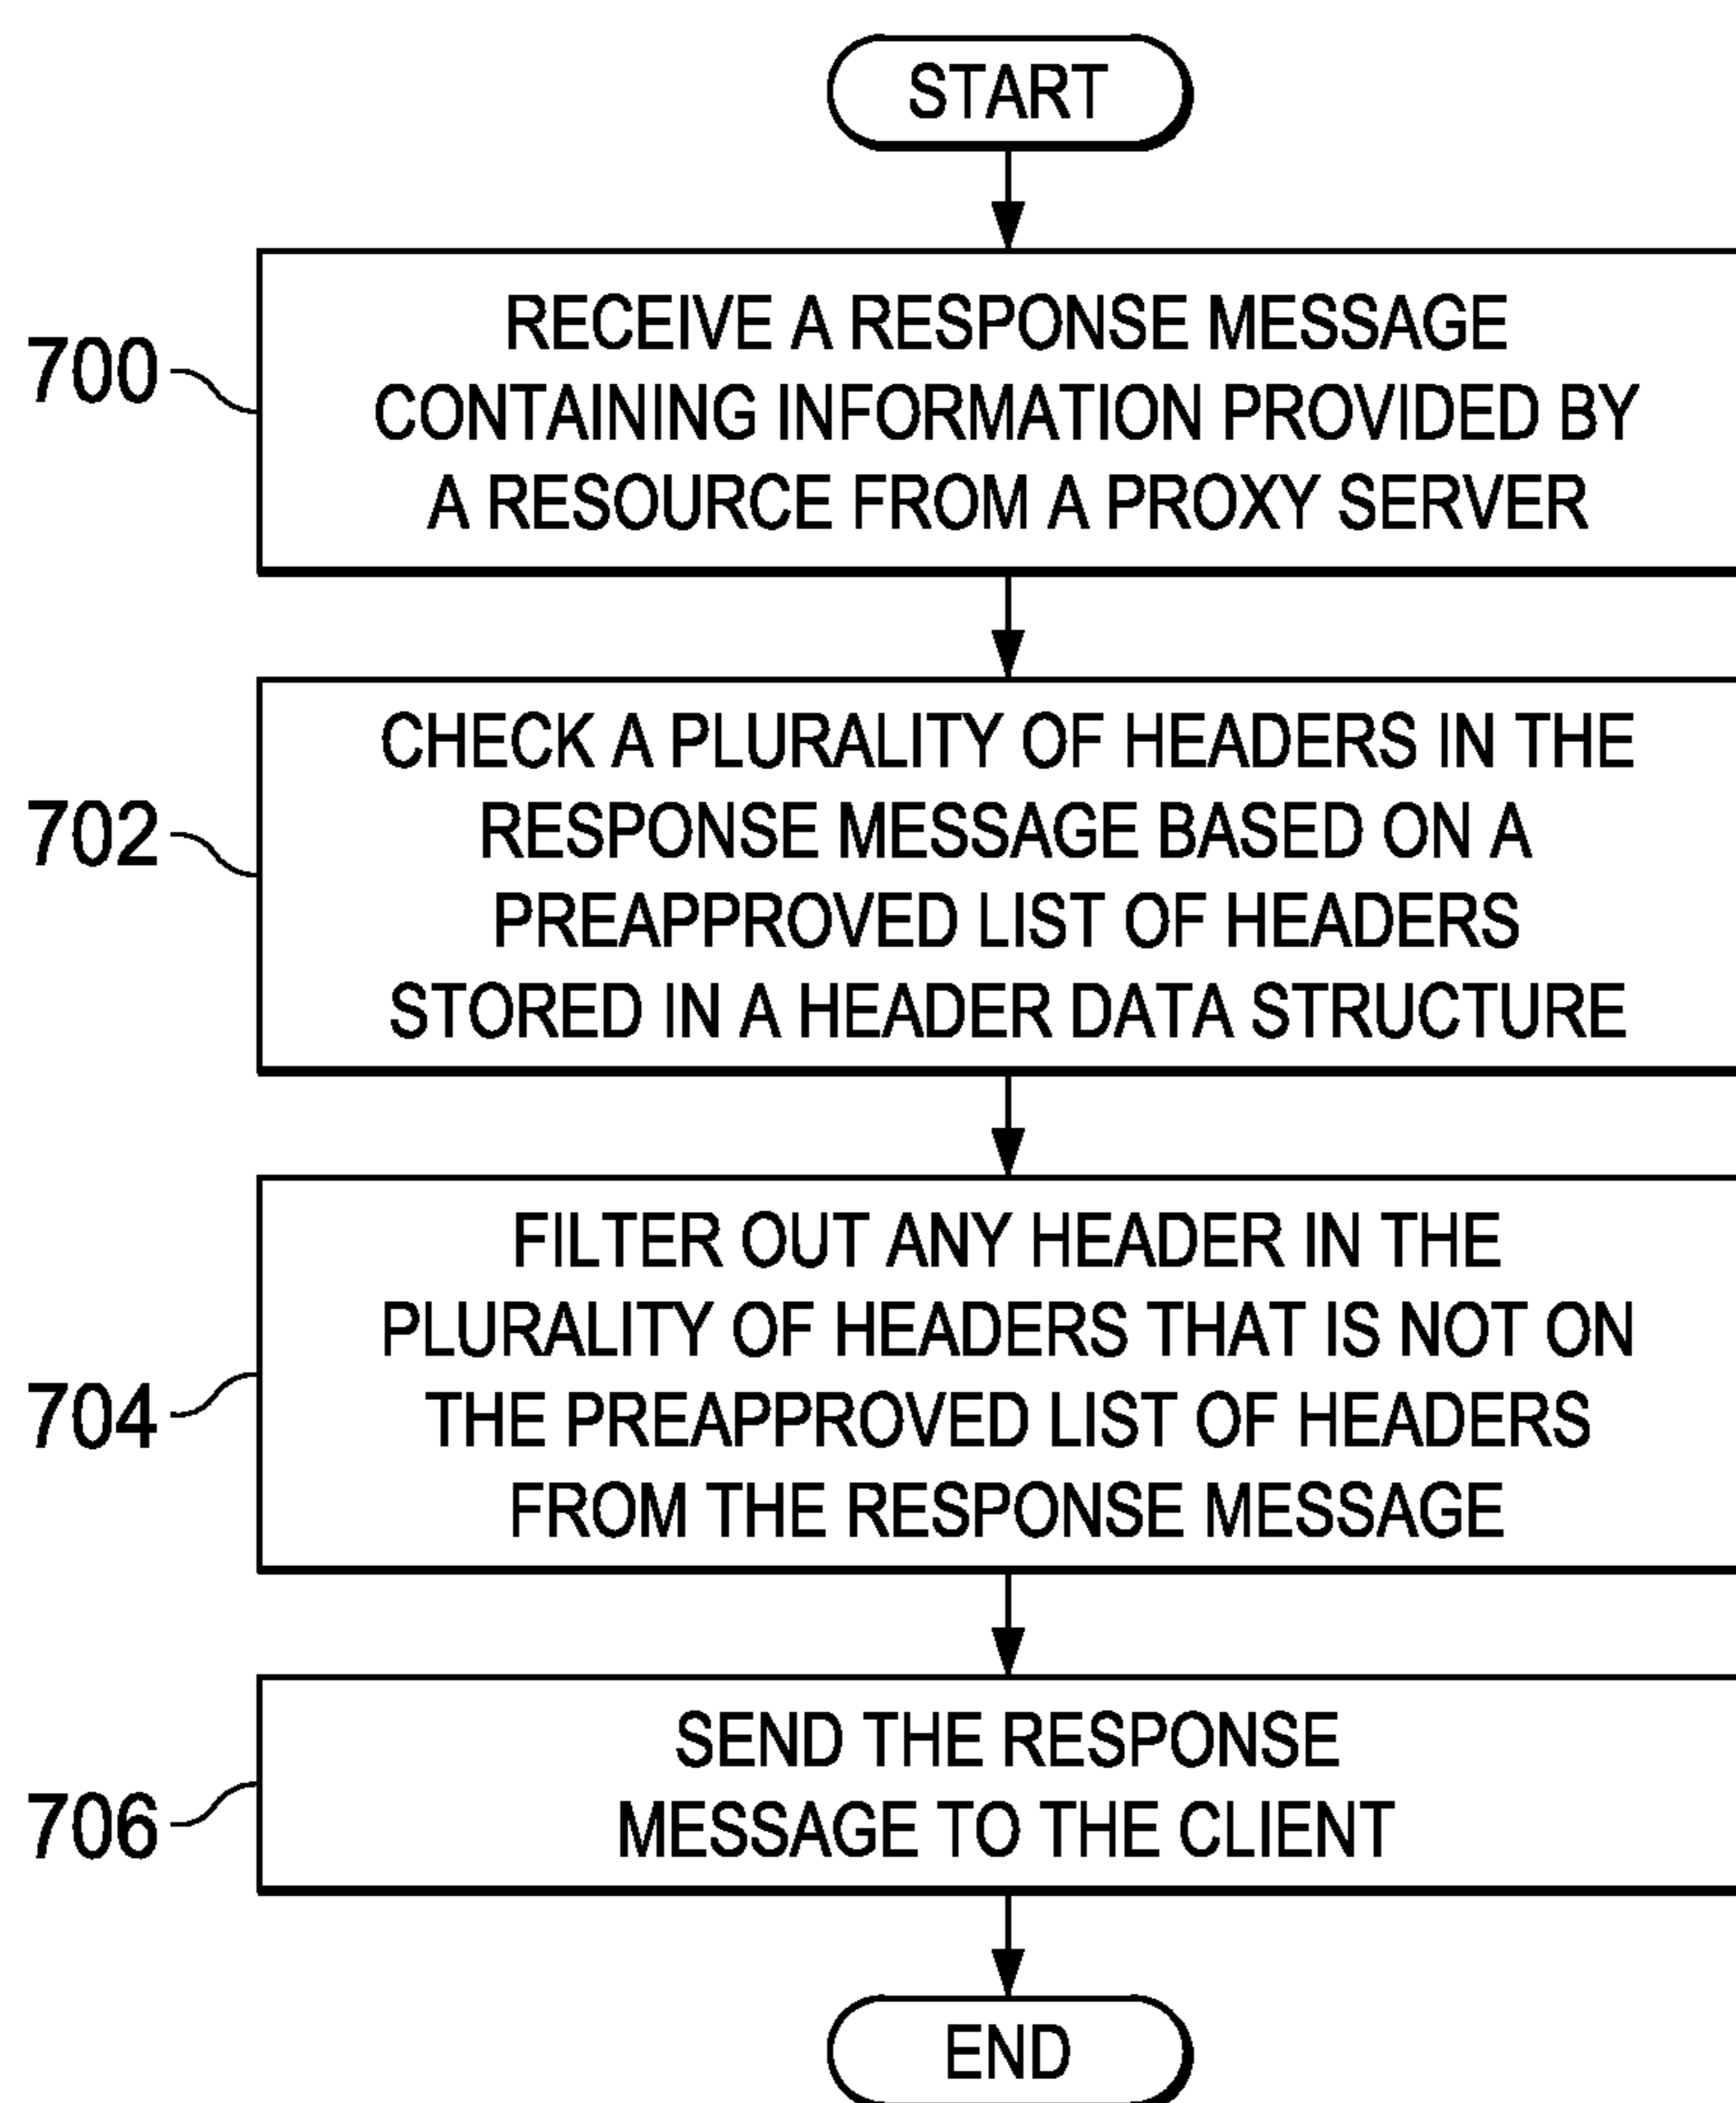 START
700
RECEIVE A RESPONSE MESSAGE
CONTAINING INFORMATION PROVIDED BY
A RESOURCE FROM A PROXY SERVER
702
CHECK A PLURALITY OF HEADERS IN THE
RESPONSE MESSAGE BASED ON A
PREAPPROVED LIST OF HEADERS
STORED IN A HEADER DATA STRUCTURE
704
FILTER OUT ANY HEADER IN THE
PLURALITY OF HEADERS THAT IS NOT ON
THE PREAPPROVED LIST OF HEADERS
FROM THE RESPONSE MESSAGE
706
SEND THE RESPONSE
MESSAGE TO THE CLIENT
END